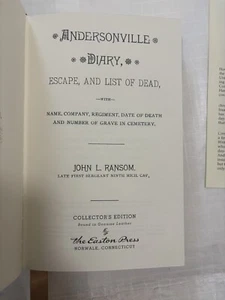 ANDERSONVILLE
DIARY,
ESCAPE, AND LIST OF DEAD,
—WITH—
NAME, COMPANY, REGIMENT, DATE OF DEATH
AND NUMBER OF GRAVE IN CEMETERY.
JOHN L. RANSOM,
LATE FIRST SERGEANT NINTH MICH. CAV.,
COLLECTOR'S EDITION
Bound in Genuine Leather
The Easton Press
NORWALK, CONNECTICUT